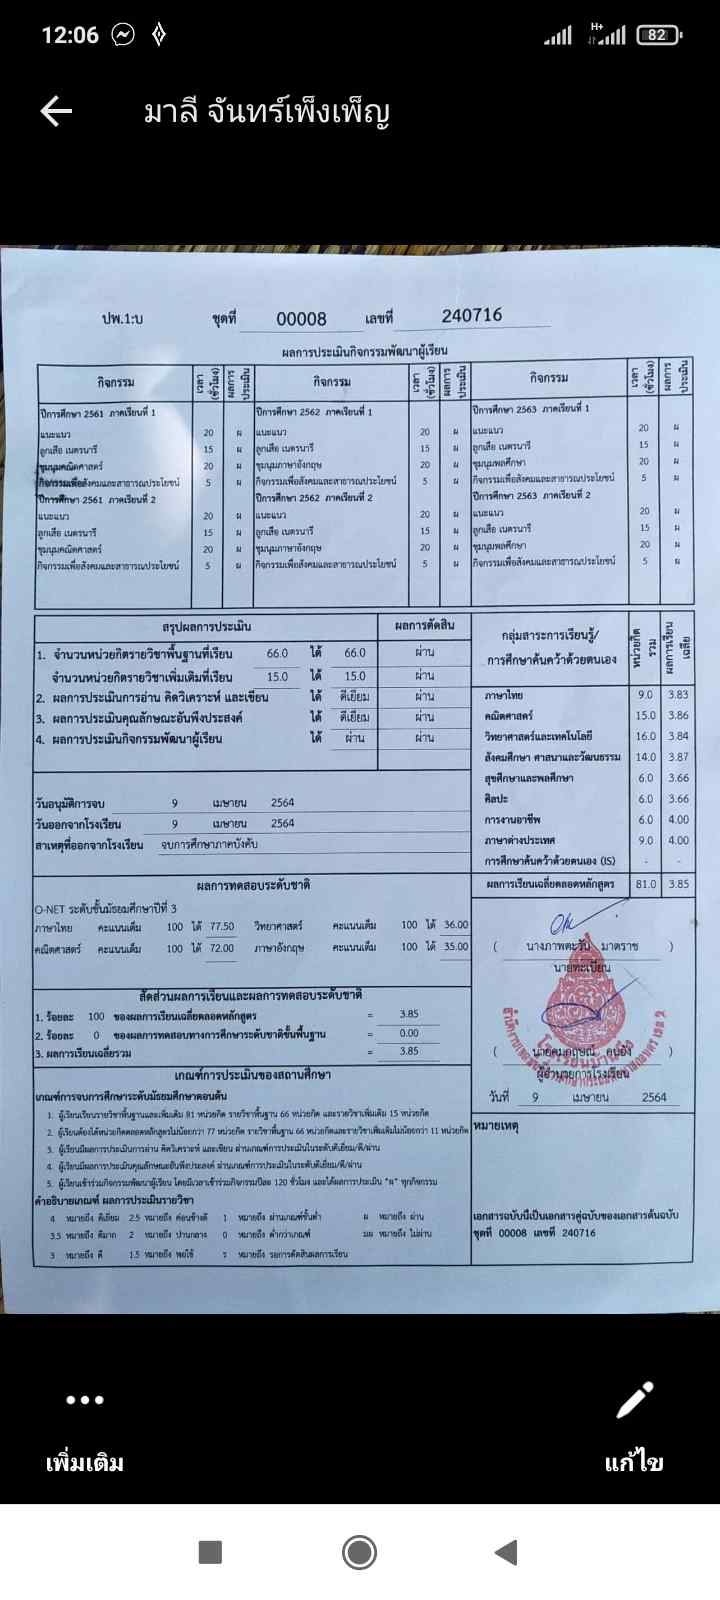 12:06
H+
82
มาลี จันทร์เพ็งเพ็ญ
ปพ.1:บ ชุดที่ 00008 เลขที่ 240716
ผลการประเมินกิจกรรมพัฒนาผู้เรียน
กิจกรรม เวลา (ชั่วโมง) ผลการประเมิน กิจกรรม เวลา (ชั่วโมง) ผลการประเมิน กิจกรรม เวลา (ชั่วโมง) ผลการประเมิน
ปีการศึกษา 2561 ภาคเรียนที่ 1 ปีการศึกษา 2562 ภาคเรียนที่ 1 ปีการศึกษา 2563 ภาคเรียนที่ 1
แนะแนว 20 ผ แนะแนว 20 ผ แนะแนว 20 ผ
ลูกเสือ เนตรนารี 15 ผ ลูกเสือ เนตรนารี 15 ผ ลูกเสือ เนตรนารี 15 ผ
ชุมนุมคณิตศาสตร์ 20 ผ ชุมนุมภาษาอังกฤษ 20 ผ ชุมนุมพลศึกษา 20 ผ
กิจกรรมเพื่อสังคมและสาธารณประโยชน์ 5 ผ กิจกรรมเพื่อสังคมและสาธารณประโยชน์ 5 ผ กิจกรรมเพื่อสังคมและสาธารณประโยชน์ 5 ผ
ปีการศึกษา 2561 ภาคเรียนที่ 2 ปีการศึกษา 2562 ภาคเรียนที่ 2 ปีการศึกษา 2563 ภาคเรียนที่ 2
แนะแนว 20 ผ แนะแนว 20 ผ แนะแนว 20 ผ
ลูกเสือ เนตรนารี 15 ผ ลูกเสือ เนตรนารี 15 ผ ลูกเสือ เนตรนารี 15 ผ
ชุมนุมคณิตศาสตร์ 20 ผ ชุมนุมภาษาอังกฤษ 20 ผ ชุมนุมพลศึกษา 20 ผ
กิจกรรมเพื่อสังคมและสาธารณประโยชน์ 5 ผ กิจกรรมเพื่อสังคมและสาธารณประโยชน์ 5 ผ กิจกรรมเพื่อสังคมและสาธารณประโยชน์ 5 ผ
สรุปผลการประเมิน ผลการตัดสิน
1. จำนวนหน่วยกิตรายวิชาพื้นฐานที่เรียน 66.0 ได้ 66.0 ผ่าน
จำนวนหน่วยกิตรายวิชาเพิ่มเติมที่เรียน 15.0 ได้ 15.0 ผ่าน
2. ผลการประเมินการอ่าน คิดวิเคราะห์ และเขียน ได้ ดีเยี่ยม ผ่าน
3. ผลการประเมินคุณลักษณะอันพึงประสงค์ ได้ ดีเยี่ยม ผ่าน
4. ผลการประเมินกิจกรรมพัฒนาผู้เรียน ได้ ผ่าน ผ่าน
วันอนุมัติการจบ 9 เมษายน 2564
วันออกจากโรงเรียน 9 เมษายน 2564
สาเหตุที่ออกจากโรงเรียน จบการศึกษาภาคบังคับ
กลุ่มสาระการเรียนรู้/ หน่วยกิตรวม ผลการเรียนเฉลี่ย
การศึกษาค้นคว้าด้วยตนเอง
ภาษาไทย 9.0 3.83
คณิตศาสตร์ 15.0 3.86
วิทยาศาสตร์และเทคโนโลยี 16.0 3.84
สังคมศึกษา ศาสนาและวัฒนธรรม 14.0 3.87
สุขศึกษาและพลศึกษา 6.0 3.66
ศิลปะ 6.0 3.66
การงานอาชีพ 6.0 4.00
ภาษาต่างประเทศ 9.0 4.00
การศึกษาค้นคว้าด้วยตนเอง (IS) - -
ผลการเรียนเฉลี่ยตลอดหลักสูตร 81.0 3.85
ผลการทดสอบระดับชาติ
O-NET ระดับชั้นมัธยมศึกษาปีที่ 3
ภาษาไทย คะแนนเต็ม 100 ได้ 77.50 วิทยาศาสตร์ คะแนนเต็ม 100 ได้ 36.00
คณิตศาสตร์ คะแนนเต็ม 100 ได้ 72.00 ภาษาอังกฤษ คะแนนเต็ม 100 ได้ 35.00
สัดส่วนผลการเรียนและผลการทดสอบระดับชาติ
1. ร้อยละ 100 ของผลการเรียนเฉลี่ยตลอดหลักสูตร = 3.85
2. ร้อยละ 0 ของผลการทดสอบทางการศึกษาระดับชาติขั้นพื้นฐาน = 0.00
3. ผลการเรียนเฉลี่ยรวม = 3.85
( นางภาพตะวัน มาตราช )
นายทะเบียน
ผู้อำนวยการโรงเรียน
วันที่ 9 เมษายน 2564
เกณฑ์การประเมินของสถานศึกษา
เกณฑ์การจบการศึกษาระดับมัธยมศึกษาตอนต้น
1. ผู้เรียนเรียนรายวิชาพื้นฐานและเพิ่มเติม 81 หน่วยกิต รายวิชาพื้นฐาน 66 หน่วยกิต และรายวิชาเพิ่มเติม 15 หน่วยกิต
2. ผู้เรียนต้องได้หน่วยกิตตลอดหลักสูตรไม่น้อยกว่า 77 หน่วยกิต รายวิชาพื้นฐาน 66 หน่วยกิต และรายวิชาเพิ่มเติมไม่น้อยกว่า 11 หน่วยกิต
3. ผู้เรียนมีผลการประเมินการอ่าน คิดวิเคราะห์ และเขียน ผ่านเกณฑ์การประเมินในระดับดีเยี่ยม/ดี/ผ่าน
4. ผู้เรียนมีผลการประเมินคุณลักษณะอันพึงประสงค์ ผ่านเกณฑ์การประเมินในระดับดีเยี่ยม/ดี/ผ่าน
5. ผู้เรียนเข้าร่วมกิจกรรมพัฒนาผู้เรียน โดยมีเวลาเข้าร่วมกิจกรรมปีละ 120 ชั่วโมง และได้ผลการประเมิน "ผ" ทุกกิจกรรม
คำอธิบายเกณฑ์ ผลการประเมินรายวิชา
4 หมายถึง ดีเยี่ยม 2.5 หมายถึง ค่อนข้างดี 1 หมายถึง ผ่านเกณฑ์ขั้นต่ำ ผ หมายถึง ผ่าน
3.5 หมายถึง ดีมาก 2 หมายถึง ปานกลาง 0 หมายถึง ต่ำกว่าเกณฑ์ มผ หมายถึง ไม่ผ่าน
3 หมายถึง ดี 1.5 หมายถึง พอใช้ ร หมายถึง รอการตัดสินผลการเรียน
หมายเหตุ
เอกสารฉบับนี้เป็นเอกสารคู่ฉบับของเอกสารต้นฉบับ
ชุดที่ 00008 เลขที่ 240716
เพิ่มเติม
แก้ไข